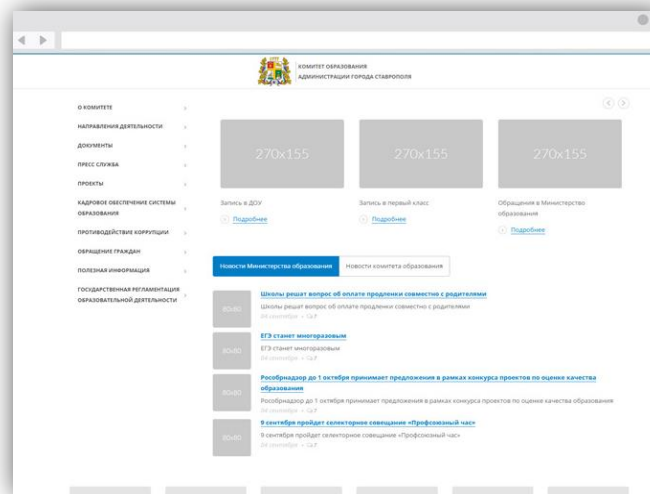 КОМИТЕТ ОБРАЗОВАНИЯ
АДМИНИСТРАЦИИ ГОРОДА СТАВРОПОЛЯ
О КОМИТЕТЕ
НАПРАВЛЕНИЯ ДЕЯТЕЛЬНОСТИ
ДОКУМЕНТЫ
ПРЕСС СЛУЖБА
ПРОЕКТЫ
КАДРОВОЕ ОБЕСПЕЧЕНИЕ СИСТЕМЫ
ОБРАЗОВАНИЯ
ПРОТИВОДЕЙСТВИЕ КОРРУПЦИИ
ОБРАЩЕНИЕ ГРАЖДАН
ПОЛЕЗНАЯ ИНФОРМАЦИЯ
ГОСУДАРСТВЕННАЯ РЕГЛАМЕНТАЦИЯ
ОБРАЗОВАТЕЛЬНОЙ ДЕЯТЕЛЬНОСТИ
270x155
Запись в ДОУ
Подробнее
270x155
Запись в первый класс
Подробнее
270x155
Обращения в Министерство
образования
Подробнее
Новости Министерства образования
Новости комитета образования
80x80
Школы решат вопрос об оплате продленки совместно с родителями
Школы решат вопрос об оплате продленки совместно с родителями
04 сентября
80x80
ЕГЭ станет многоразовым
ЕГЭ станет многоразовым
04 сентября
80x80
Рособрнадзор до 1 октября принимает предложения в рамках конкурса проектов по оценке качества
образования
Рособрнадзор до 1 октября принимает предложения в рамках конкурса проектов по оценке качества образования
04 сентября
80x80
9 сентября пройдет селекторное совещание «Профсоюзный час»
9 сентября пройдет селекторное совещание «Профсоюзный час»
04 сентября